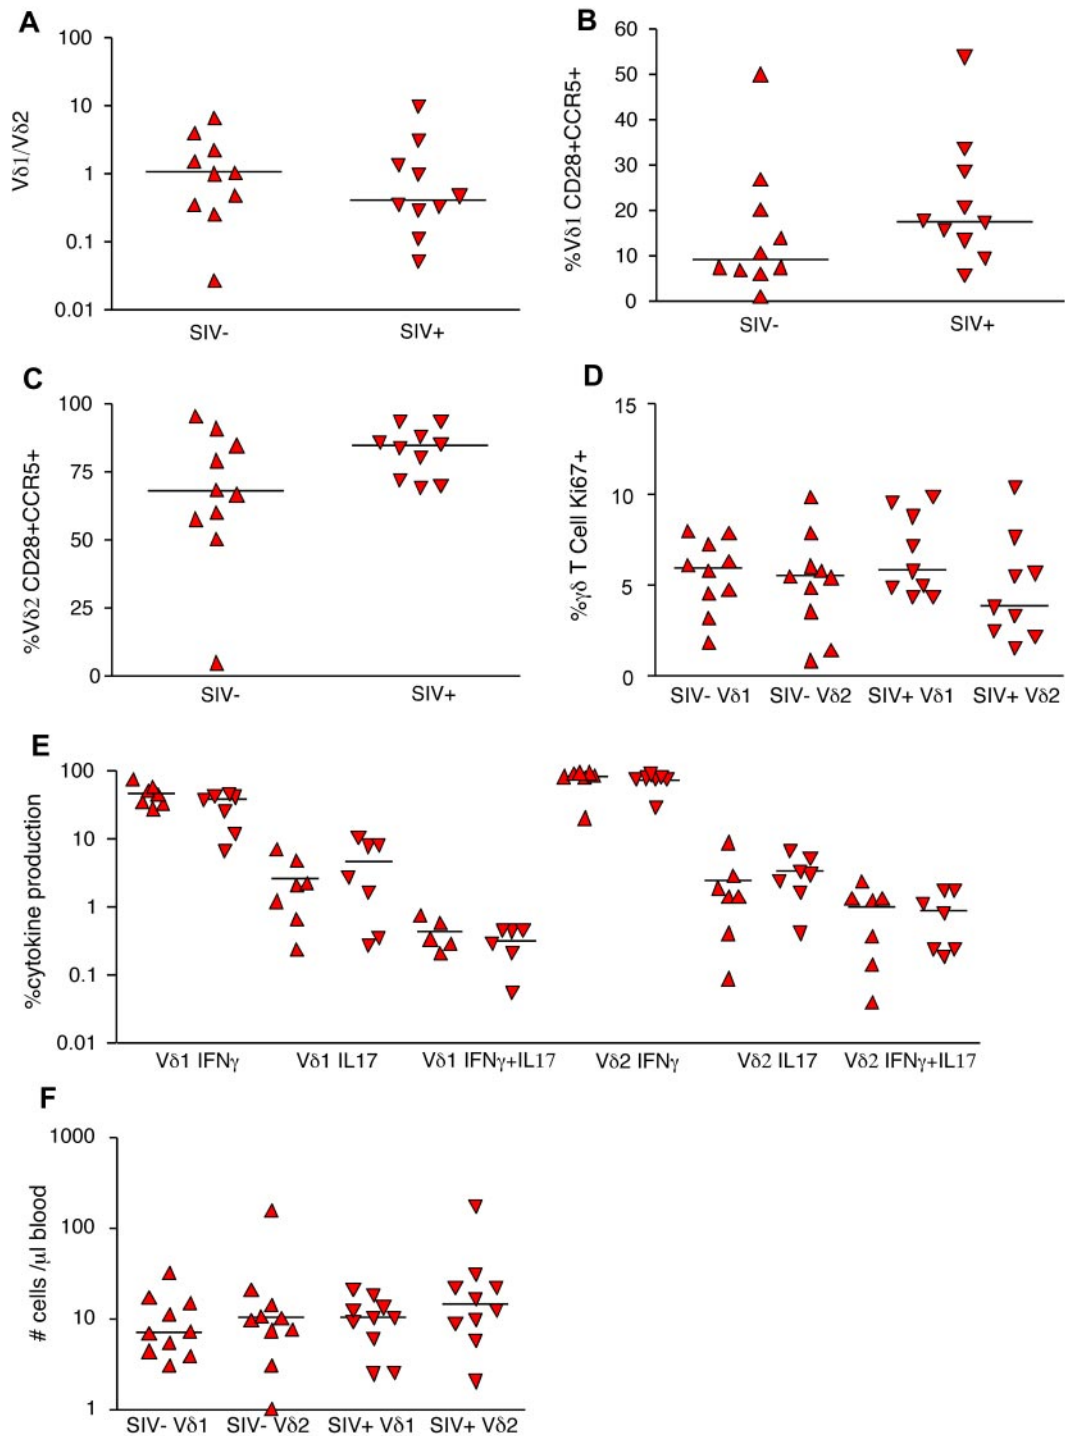 A
100
10
1
0.1
0.01
Vδ1/Vδ2
SIV-
SIV+
B
60
50
40
30
20
10
0
%Vδ1 CD28+CCR5+
SIV-
SIV+
C
100
75
50
25
0
%Vδ2 CD28+CCR5+
SIV-
SIV+
D
15
10
5
0
%γδ T Cell Ki67+
SIV- Vδ1
SIV- Vδ2
SIV+ Vδ1
SIV+ Vδ2
E
100
10
1
0.1
0.01
%cytokine production
Vδ1 IFNγ
Vδ1 IL17
Vδ1 IFNγ+IL17
Vδ2 IFNγ
Vδ2 IL17
Vδ2 IFNγ+IL17
F
1000
100
10
1
# cells /μl blood
SIV- Vδ1
SIV- Vδ2
SIV+ Vδ1
SIV+ Vδ2